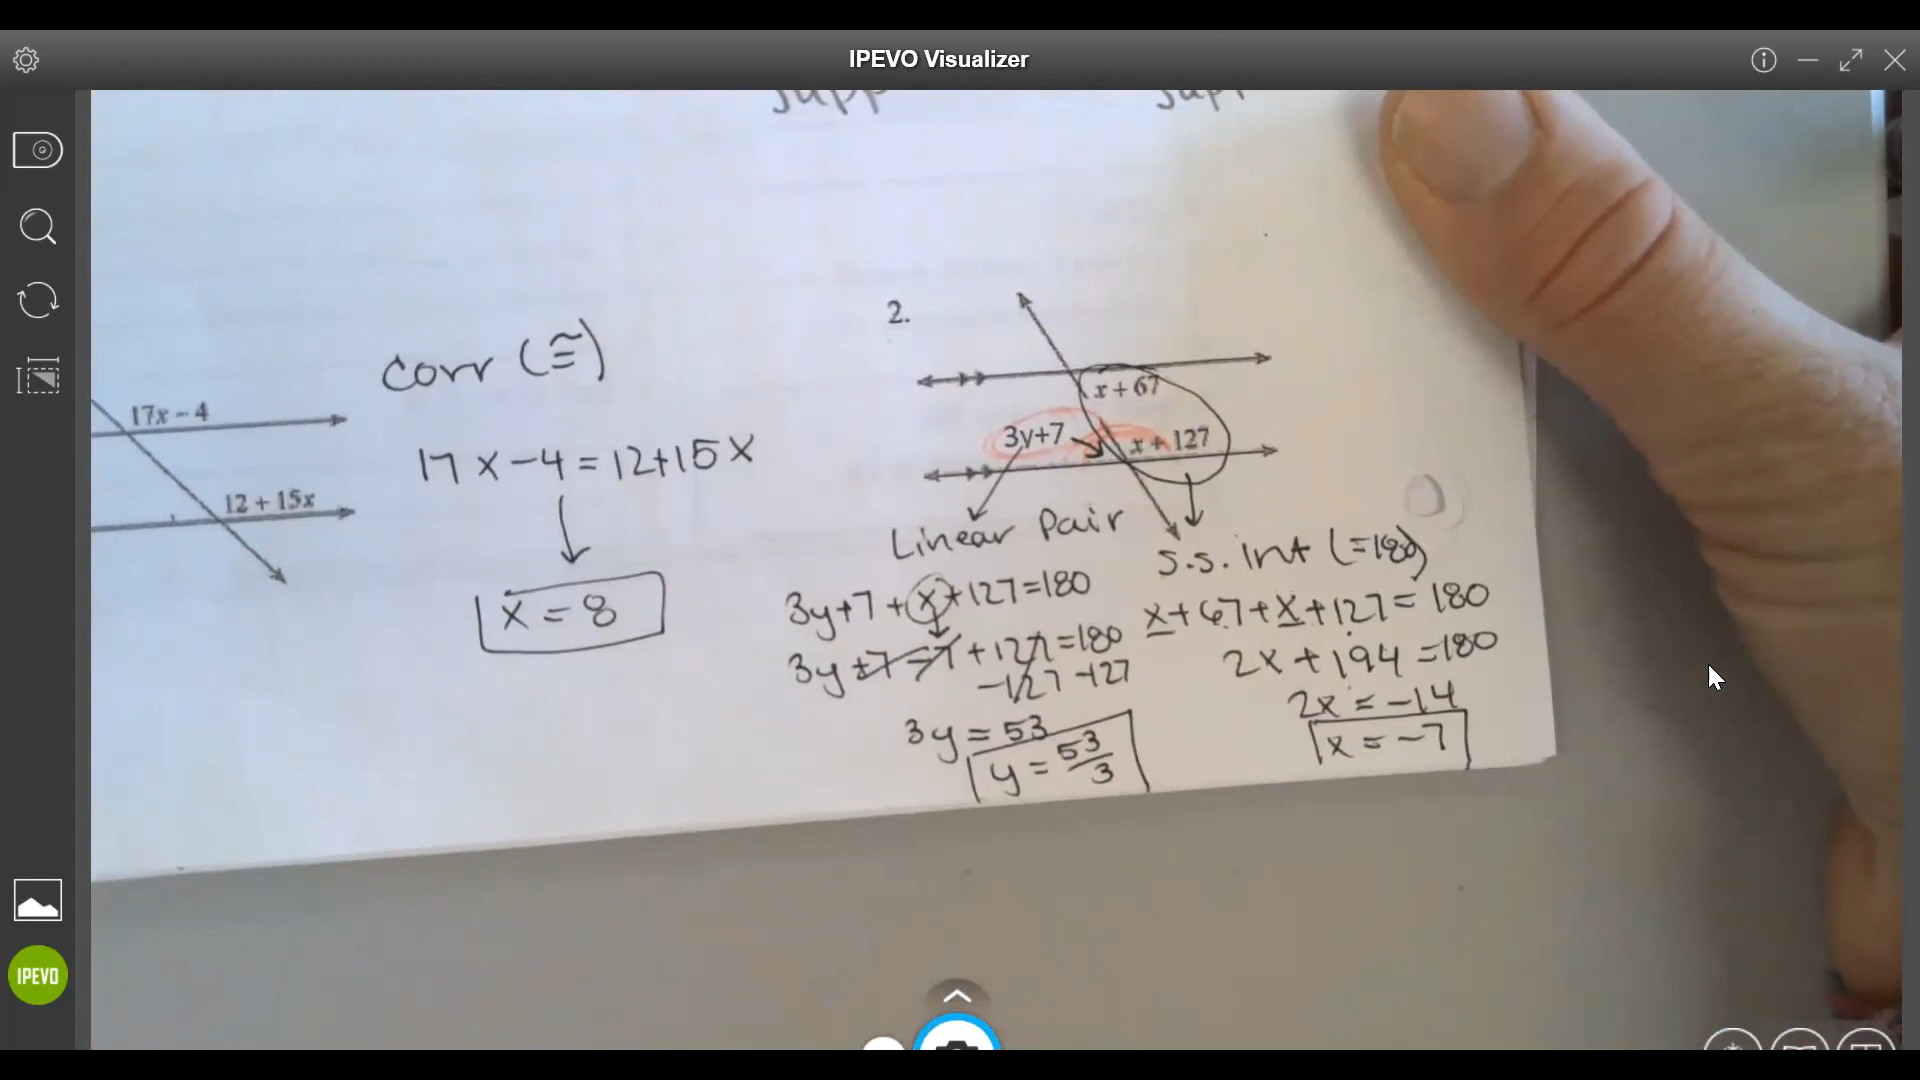 IPEVO Visualizer
supp
supp
17x - 4
12 + 15x
Corr (≅)
17x-4=12+15x
x = 8
2.
x + 67
3y+7
x + 127
Linear Pair
3y+7+x+127=180
3y+7-7+127=180
-127 -127
3y = 53
y = 53/3
s.s. int (=180)
x+67+x+127=180
2x+194=180
2x = -14
x = -7
IPEVO